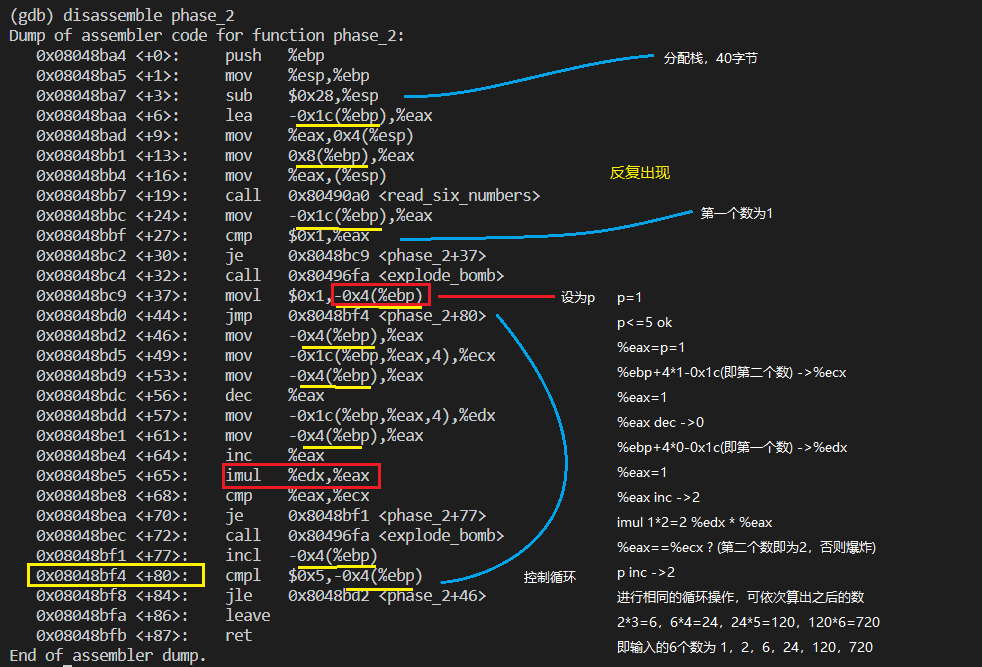 (gdb) disassemble phase_2
Dump of assembler code for function phase_2:
0x08048ba4 <+0>: push %ebp
分配栈，40字节
0x08048ba5 <+1>: mov %esp,%ebp
0x08048ba7 <+3>: sub $0x28,%esp
0x08048baa <+6>: lea -0x1c(%ebp),%eax
0x08048bad <+9>: mov %eax,0x4(%esp)
0x08048bb1 <+13>: mov 0x8(%ebp),%eax
0x08048bb4 <+16>: mov %eax,(%esp)
反复出现
0x08048bb7 <+19>: call 0x80490a0 <read_six_numbers>
0x08048bbc <+24>: mov -0x1c(%ebp),%eax
第一个数为1
0x08048bbf <+27>: cmp $0x1,%eax
0x08048bc2 <+30>: je 0x8048bc9 <phase_2+37>
0x08048bc4 <+32>: call 0x80496fa <explode_bomb>
0x08048bc9 <+37>: movl $0x1,-0x4(%ebp)
设为p p=1
0x08048bd0 <+44>: jmp 0x8048bf4 <phase_2+80>
p<=5 ok
0x08048bd2 <+46>: mov -0x4(%ebp),%eax
%eax=p=1
0x08048bd5 <+49>: mov -0x1c(%ebp,%eax,4),%ecx
%ebp+4*1-0x1c(即第二个数) ->%ecx
0x08048bd9 <+53>: mov -0x4(%ebp),%eax
%eax=1
0x08048bdc <+56>: dec %eax
%eax dec ->0
0x08048bdd <+57>: mov -0x1c(%ebp,%eax,4),%edx
%ebp+4*0-0x1c(即第一个数) ->%edx
0x08048be1 <+61>: mov -0x4(%ebp),%eax
%eax=1
0x08048be4 <+64>: inc %eax
%eax inc ->2
0x08048be5 <+65>: imul %edx,%eax
imul 1*2=2 %edx * %eax
0x08048be8 <+68>: cmp %eax,%ecx
0x08048bea <+70>: je 0x8048bf1 <phase_2+77>
%eax==%ecx ? (第二个数即为2，否则爆炸)
0x08048bec <+72>: call 0x80496fa <explode_bomb>
p inc ->2
0x08048bf1 <+77>: incl -0x4(%ebp)
0x08048bf4 <+80>: cmpl $0x5,-0x4(%ebp)
控制循环
进行相同的循环操作，可依次算出之后的数
0x08048bf8 <+84>: jle 0x8048bd2 <phase_2+46>
0x08048bfa <+86>: leave
2*3=6，6*4=24，24*5=120，120*6=720
0x08048bfb <+87>: ret
即输入的6个数为 1，2，6，24，120，720
End of assembler dump.